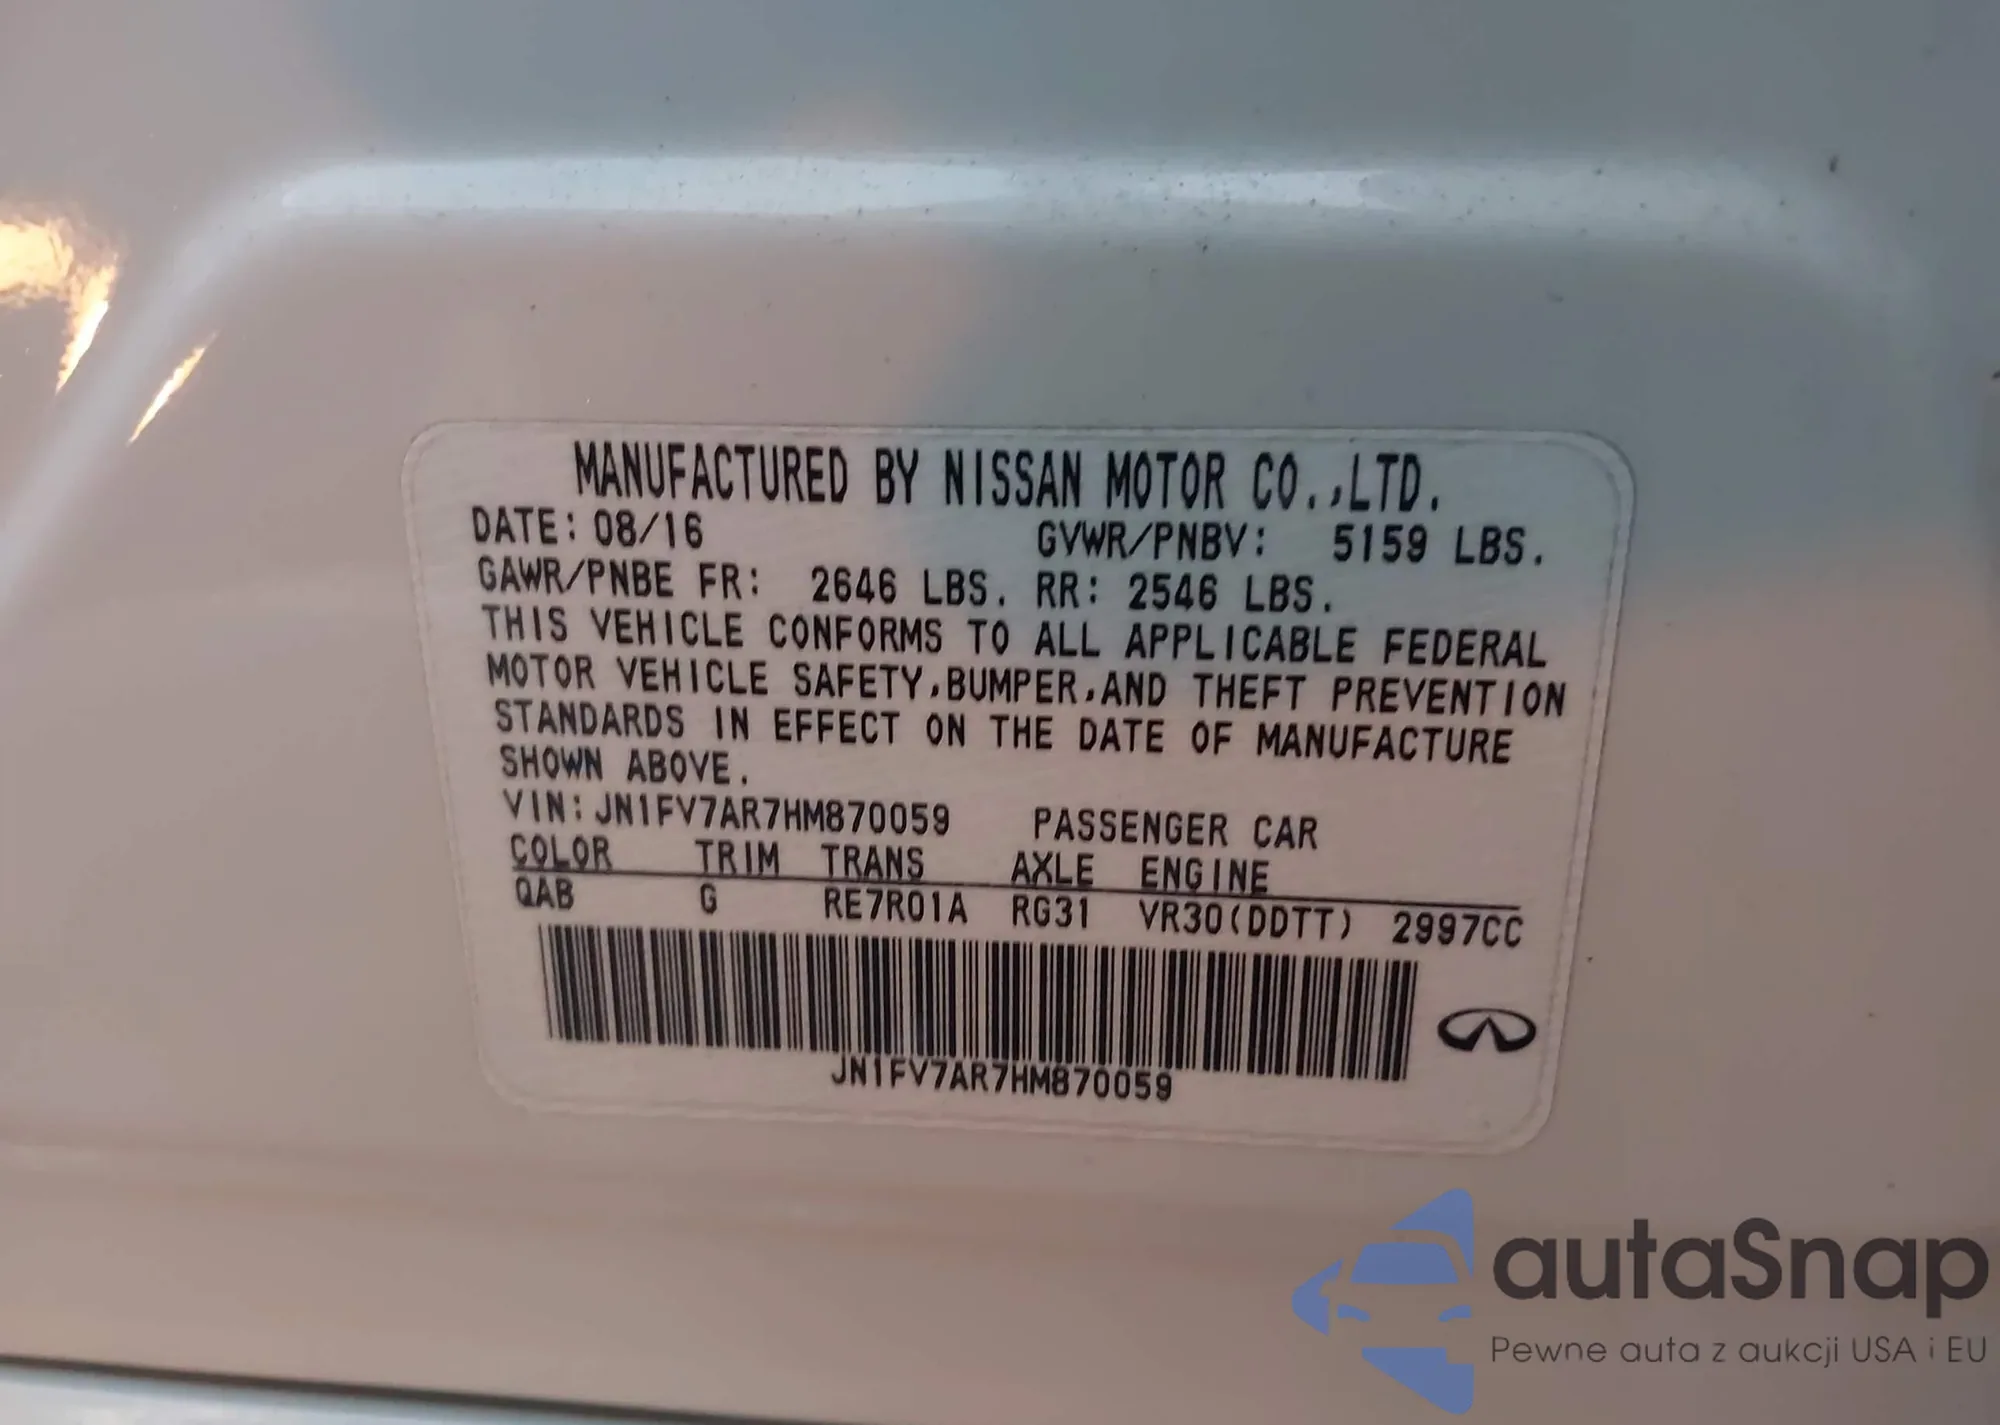 MANUFACTURED BY NISSAN MOTOR CO.,LTD.
DATE: 08/16 GVWR/PNBV: 5159 LBS.
GAWR/PNBE FR: 2646 LBS. RR: 2546 LBS.
THIS VEHICLE CONFORMS TO ALL APPLICABLE FEDERAL
MOTOR VEHICLE SAFETY,BUMPER,AND THEFT PREVENTION
STANDARDS IN EFFECT ON THE DATE OF MANUFACTURE
SHOWN ABOVE.
VIN: JN1FV7AR7HM870059 PASSENGER CAR
COLOR TRIM TRANS AXLE ENGINE
QAB G RE7R01A RG31 VR30(DDTT) 2997CC
JN1FV7AR7HM870059
autaSnap
Pewne auta z aukcji USA i EU